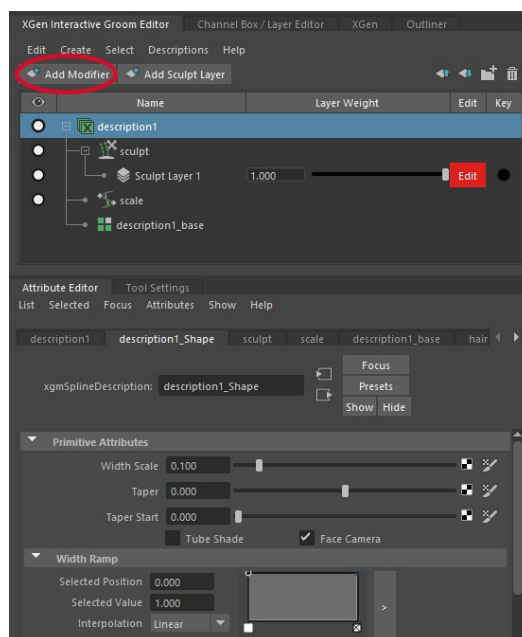 XGen Interactive Groom Editor Channel Box / Layer Editor XGen Outliner
Edit Create Select Descriptions Help
Add Modifier Add Sculpt Layer
Name Layer Weight Edit Key
description1
sculpt
Sculpt Layer 1 1.000 Edit
scale
description1_base
Attribute Editor Tool Settings
List Selected Focus Attributes Show Help
description1 description1_Shape sculpt scale description1_base hair
Focus
xgmSplineDescription: description1_Shape Presets
Show Hide
Primitive Attributes
Width Scale 0.100
Taper 0.000
Taper Start 0.000
Tube Shade Face Camera
Width Ramp
Selected Position 0.000
Selected Value 1.000 >
Interpolation Linear